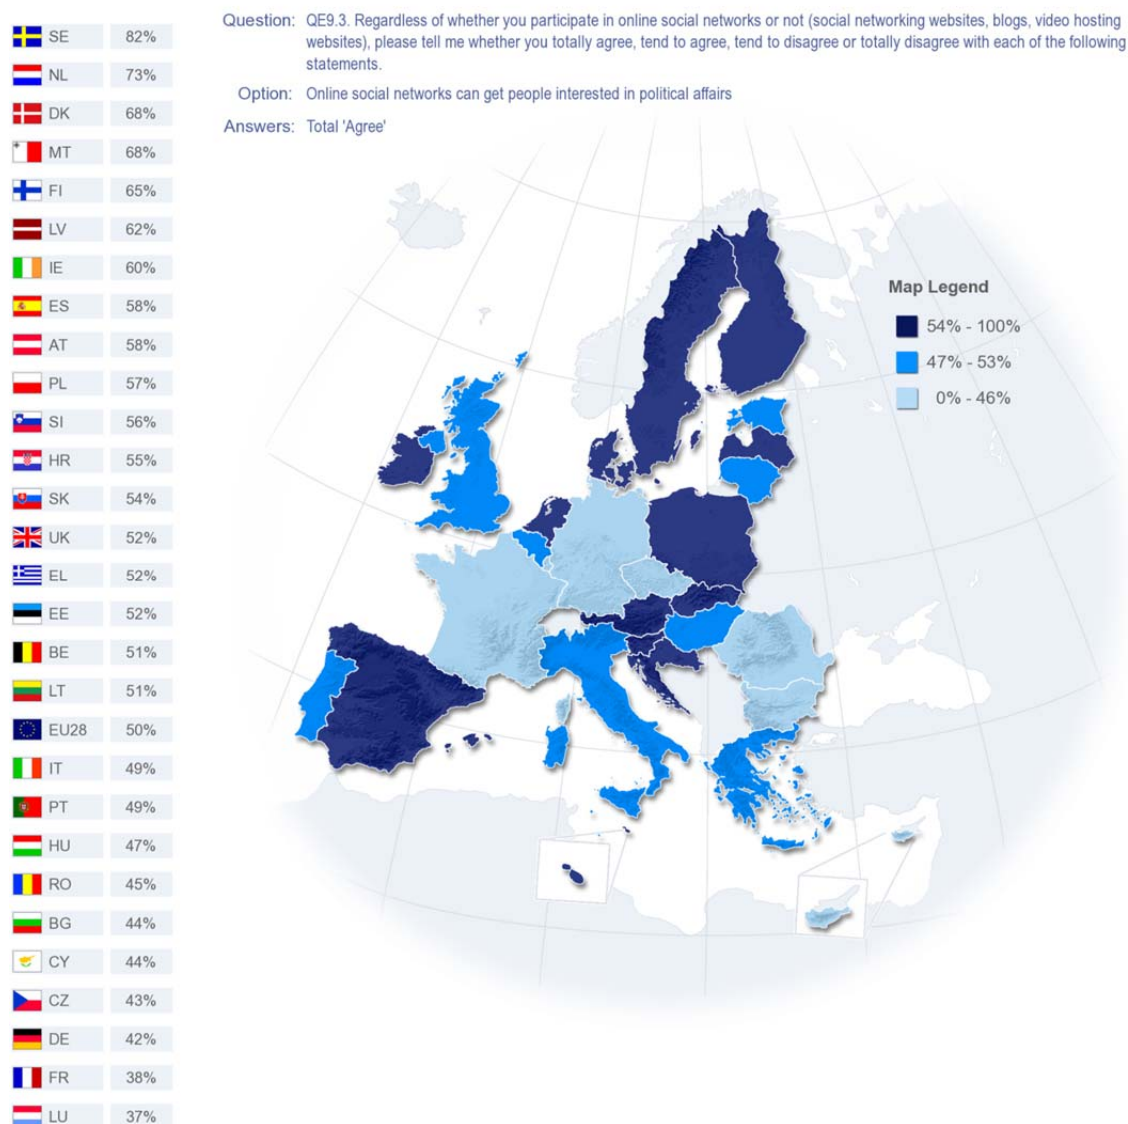 Question: QE9.3. Regardless of whether you participate in online social networks or not (social networking websites, blogs, video hosting
websites), please tell me whether you totally agree, tend to agree, tend to disagree or totally disagree with each of the following
statements.
Option: Online social networks can get people interested in political affairs
Answers: Total 'Agree'
SE 82%
NL 73%
DK 68%
MT 68%
FI 65%
LV 62%
IE 60%
ES 58%
AT 58%
PL 57%
SI 56%
HR 55%
SK 54%
UK 52%
EL 52%
EE 52%
BE 51%
LT 51%
EU28 50%
IT 49%
PT 49%
HU 47%
RO 45%
BG 44%
CY 44%
CZ 43%
DE 42%
FR 38%
LU 37%
Map Legend
54% - 100%
47% - 53%
0% - 46%